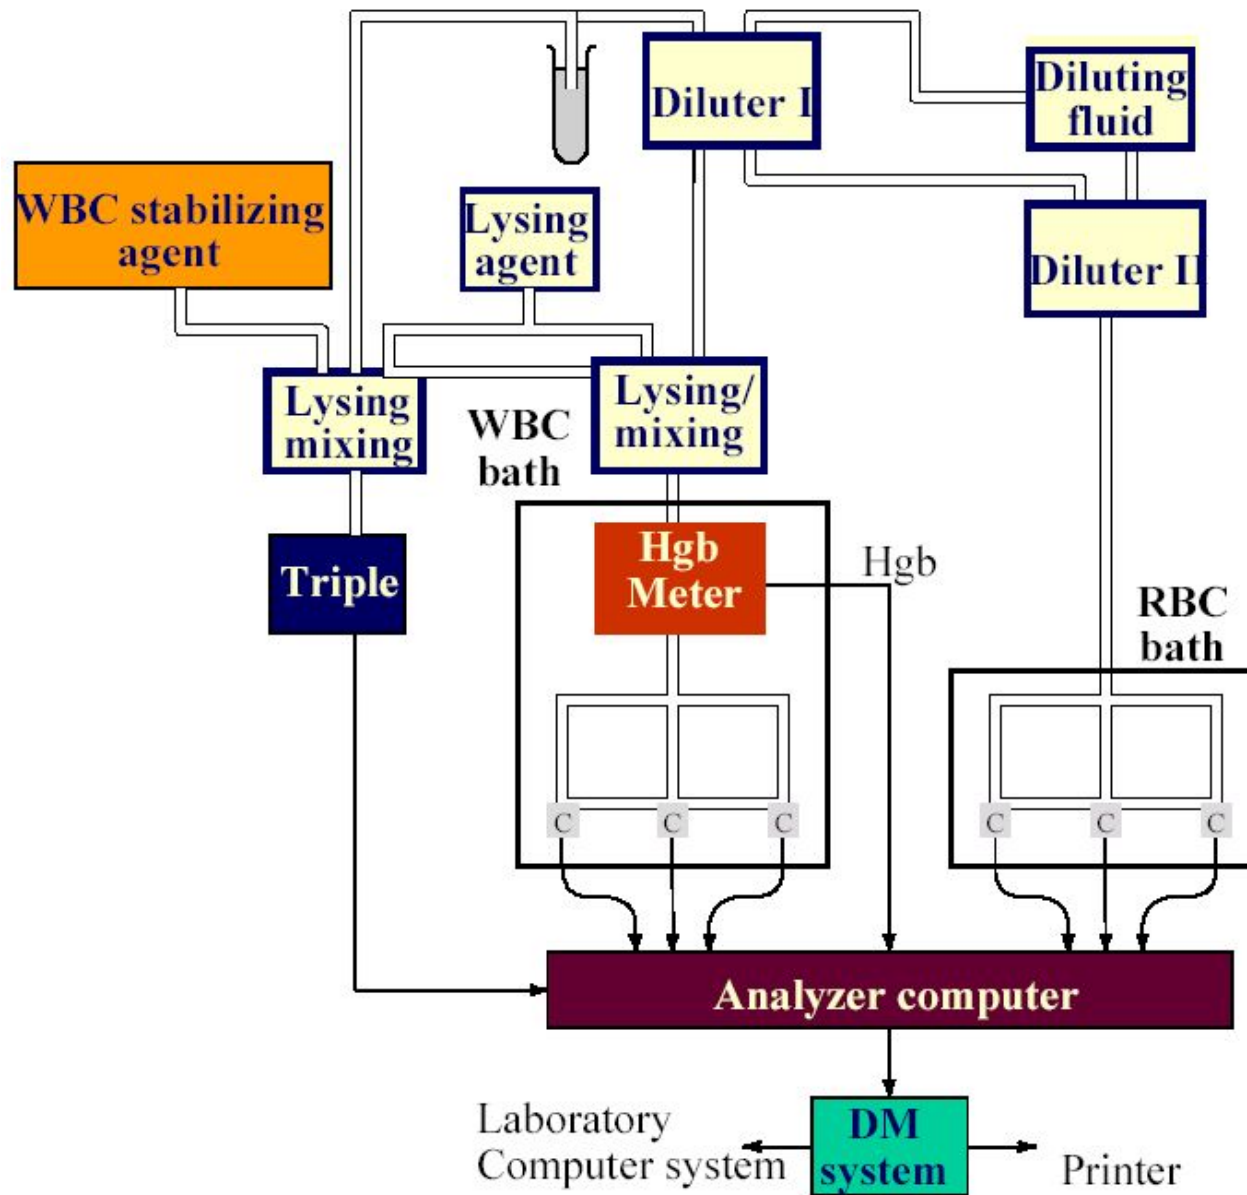 Diluter I
Diluting
fluid
WBC stabilizing
agent
Lysing
agent
Diluter II
Lysing
mixing
WBC
bath
Lysing/
mixing
Triple
Hgb
Meter
Hgb
RBC
bath
C
C
C
C
C
C
Analyzer computer
Laboratory
Computer system
DM
system
Printer